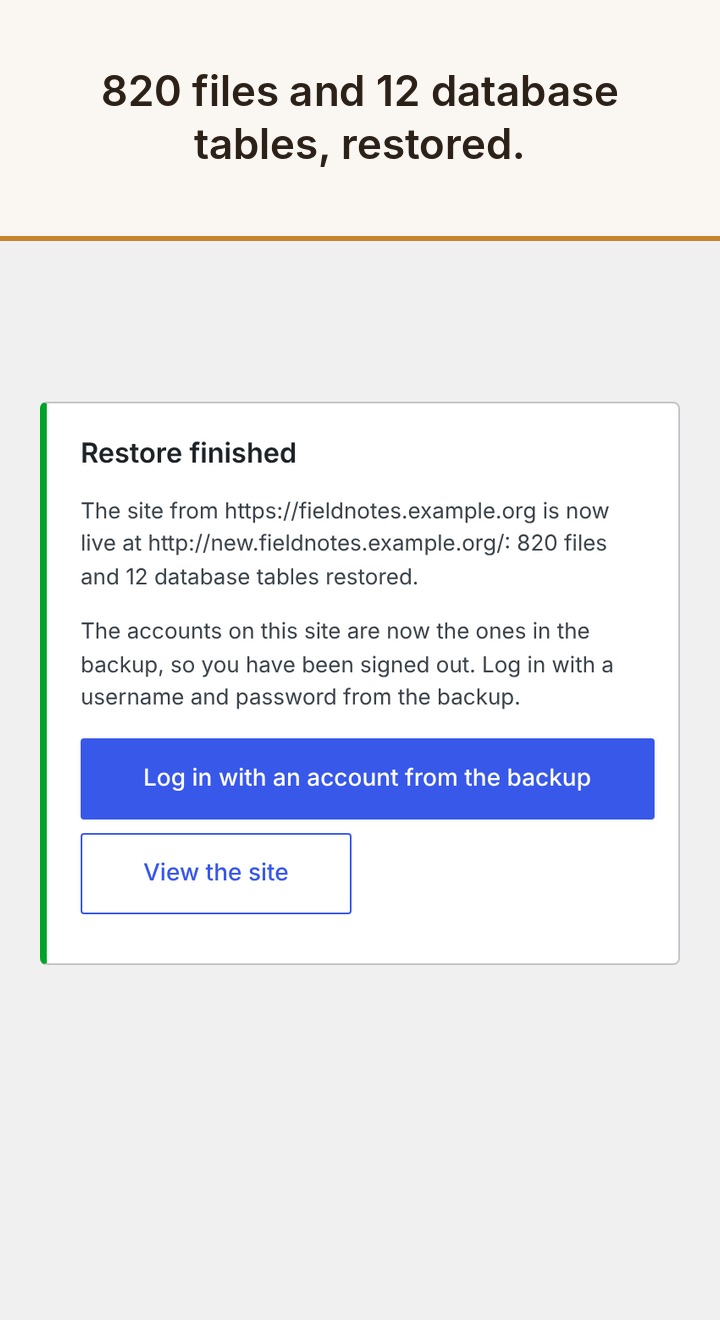 820 files and 12 database
tables, restored.
Restore finished
The site from https://fieldnotes.example.org is now
live at http://new.fieldnotes.example.org/: 820 files
and 12 database tables restored.
The accounts on this site are now the ones in the
backup, so you have been signed out. Log in with a
username and password from the backup.
Log in with an account from the backup
View the site